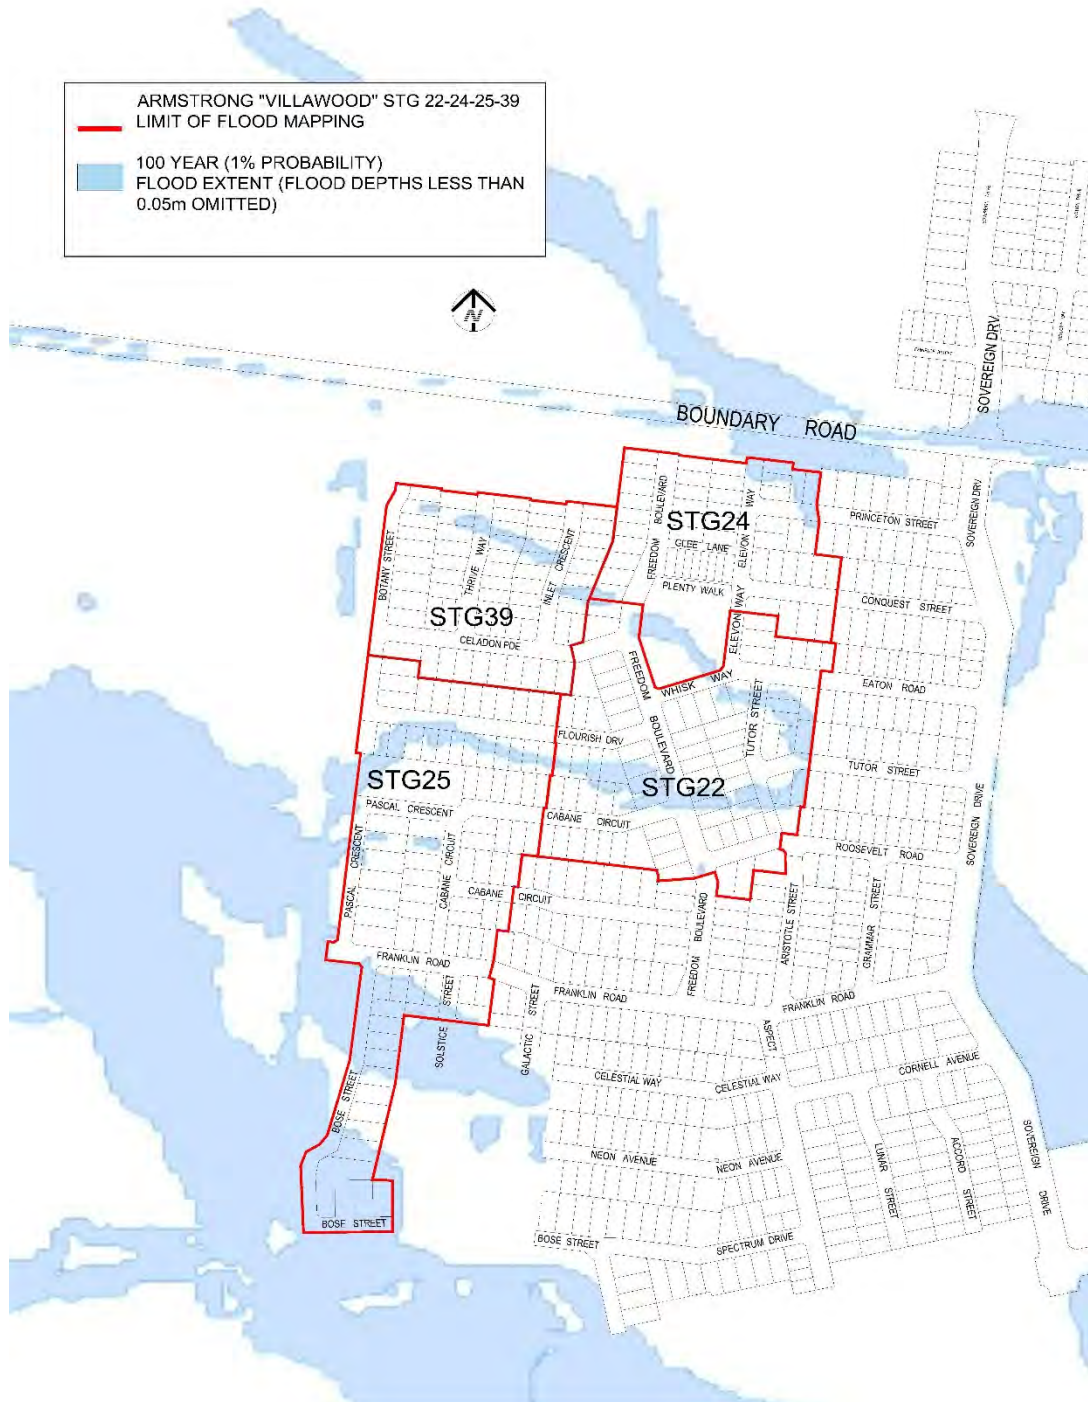 ARMSTRONG "VILLAWOOD" STG 22-24-25-39
LIMIT OF FLOOD MAPPING
100 YEAR (1% PROBABILITY)
FLOOD EXTENT (FLOOD DEPTHS LESS THAN
0.05m OMITTED)
N
SOVEREIGN DRV.
BOUNDARY ROAD
STG24
FREEDOM BOULEVARD
GLEE LANE
ELEVON WAY
PLENTY WALK
ELEVON WAY
PRINCETON STREET
SOVEREIGN DRV.
CONQUEST STREET
STG39
BOTANY STREET
THRIVE WAY
INLET CRESCENT
CELADON
FREEDOM BOULEVARD
WHISK WAY
TUTOR STREET
EATON ROAD
FLOURISH DRV
TUTOR STREET
STG25
STG22
PASCAL CRESCENT
CABANE CIRCUIT
SOVEREIGN DRIVE
PASCAL CRESCENT
CABANE CIRCUIT
CABANE CIRCUIT
ROOSEVELT ROAD
FREEDOM BOULEVARD
ARISTOTLE STREET
GRAMMAR STREET
FRANKLIN ROAD
SOLSTICE STREET
GALACTIC STREET
FRANKLIN ROAD
FRANKLIN ROAD
ASPECT
CELESTIAL WAY
CELESTIAL WAY
CORNELL AVENUE
BOSE STREET
NEON AVENUE
NEON AVENUE
LUNAR STREET
ACCORD STREET
SOVEREIGN DRIVE
BOSE STREET
BOSE STREET
SPECTRUM DRIVE